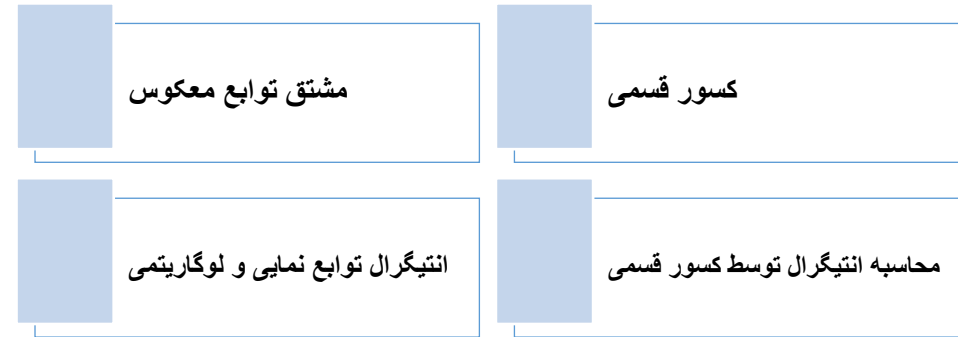 کسور قسمی
مشتق توابع معکوس
محاسبه انتیگرال توسط کسور قسمی
انتیگرال توابع نمایی و لوگاریتمی